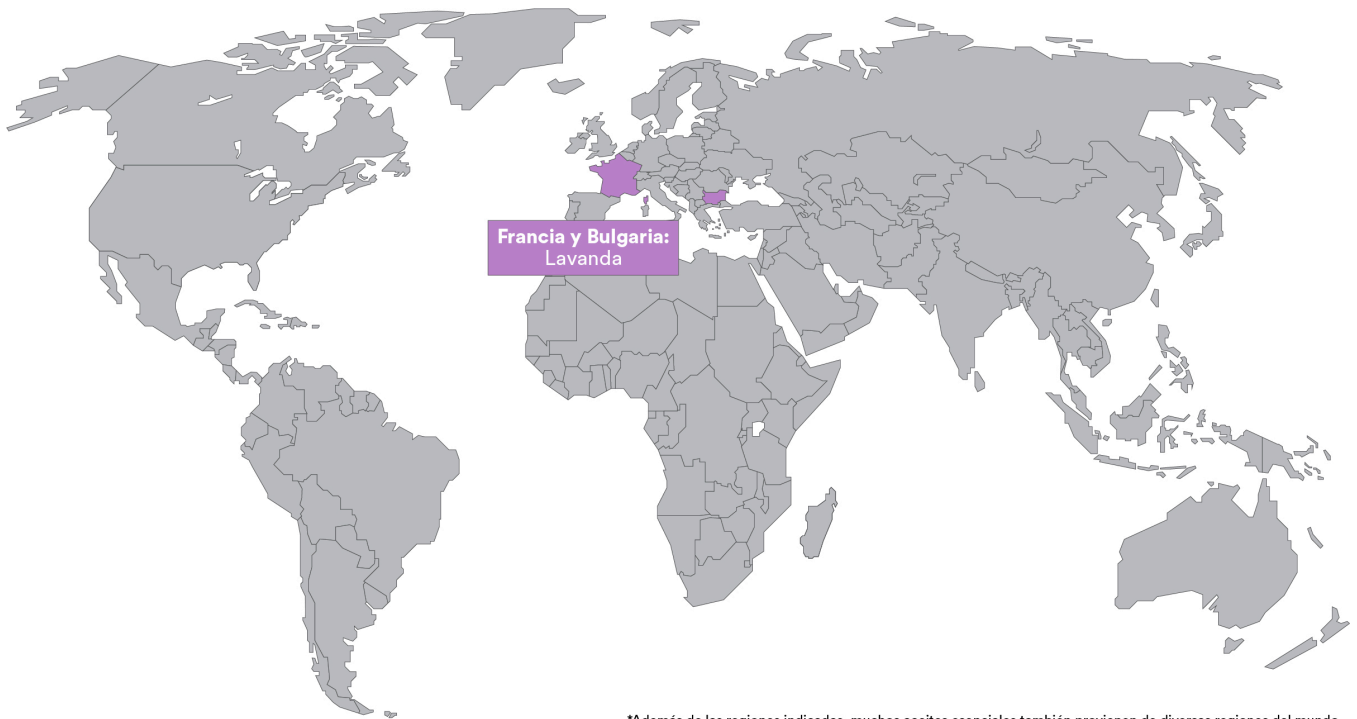 Francia y Bulgaria:
Lavanda
*Además de las regiones indicadas, muchos aceites esenciales también provienen de diversas regiones del mundo.